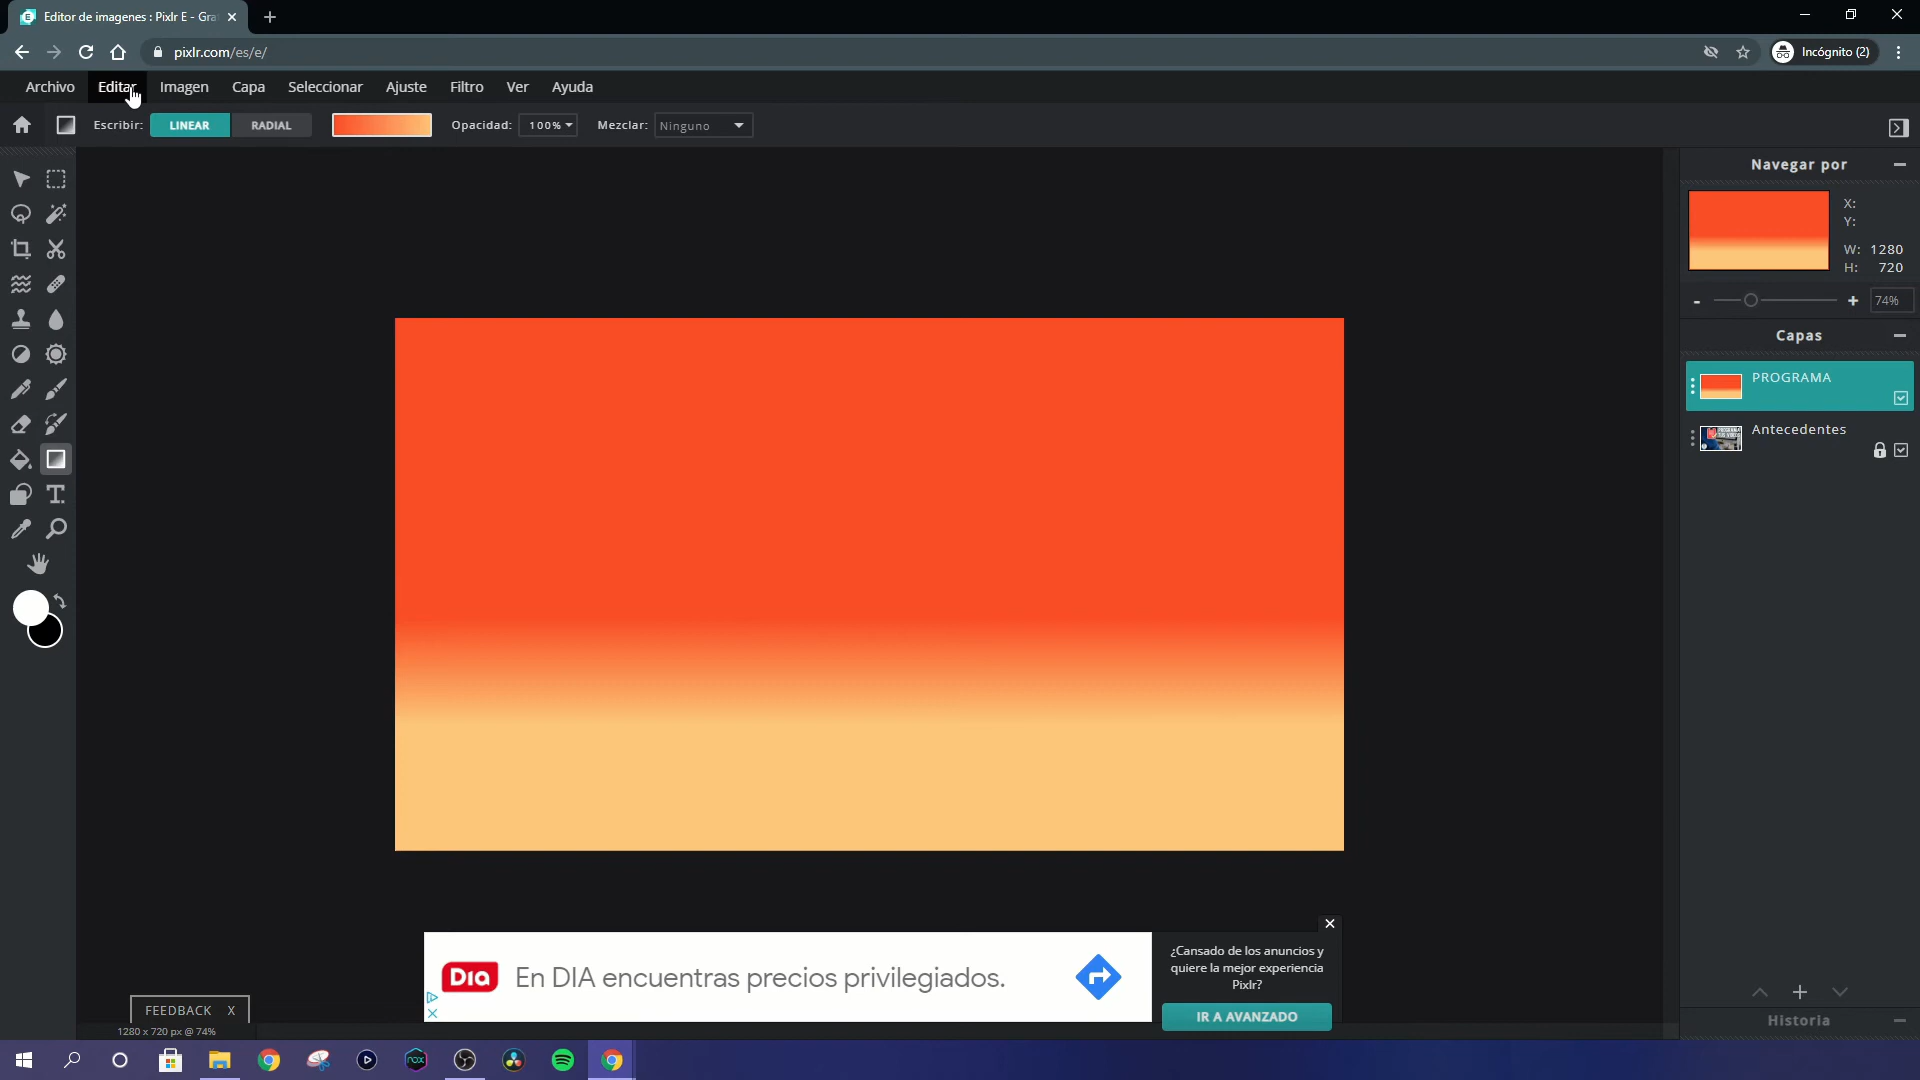 Editor de imagenes : Pixlr E - Gra
pixlr.com/es/e/
Incógnito (2)
Archivo Editar Imagen Capa Seleccionar Ajuste Filtro Ver Ayuda
Escribir: LINEAR RADIAL Opacidad: 100% Mezclar: Ninguno
Navegar por
X:
Y:
W: 1280
H: 720
- + 74%
Capas
PROGRAMA
Antecedentes
Dia En DIA encuentras precios privilegiados.
¿Cansado de los anuncios y
quiere la mejor experiencia
Pixlr?
IR A AVANZADO
FEEDBACK X
1280 x 720 px @ 74%
Historia
nox